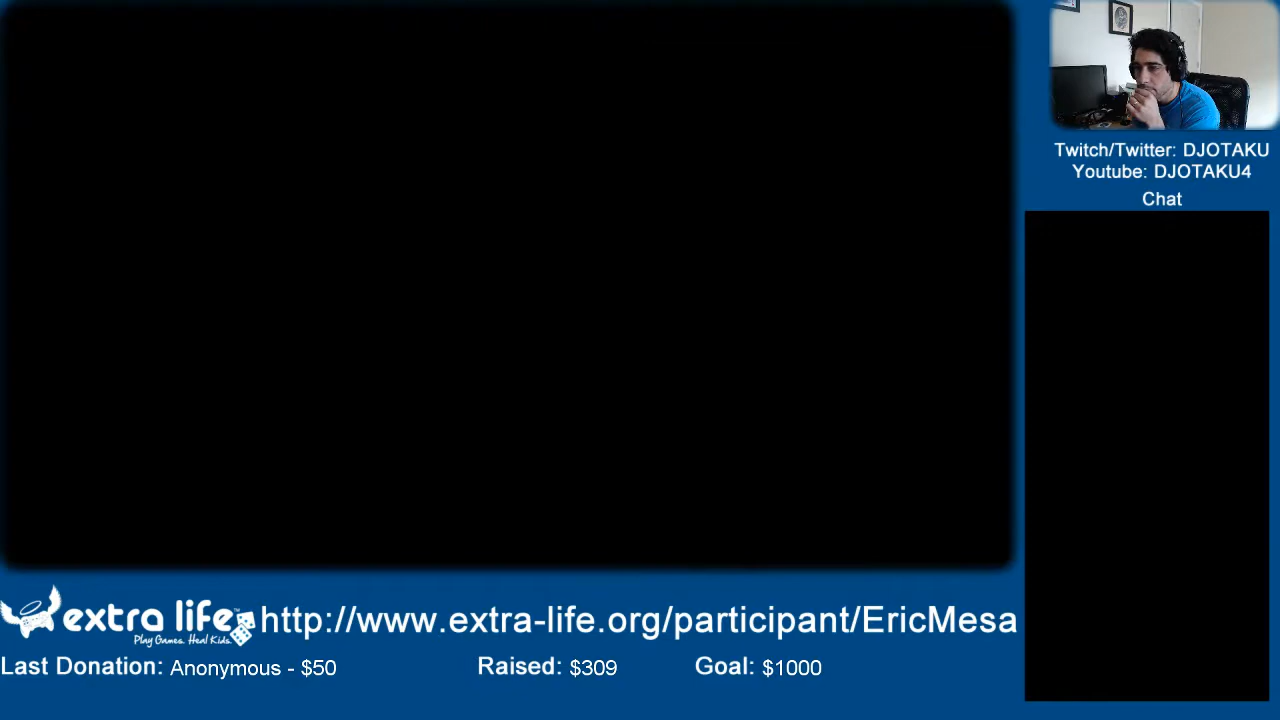 Twitch/Twitter: DJOTAKU
Youtube: DJOTAKU4
Chat
extra life™
Play Games. Heal Kids.
http://www.extra-life.org/participant/EricMesa
Last Donation: Anonymous - $50 Raised: $309 Goal: $1000